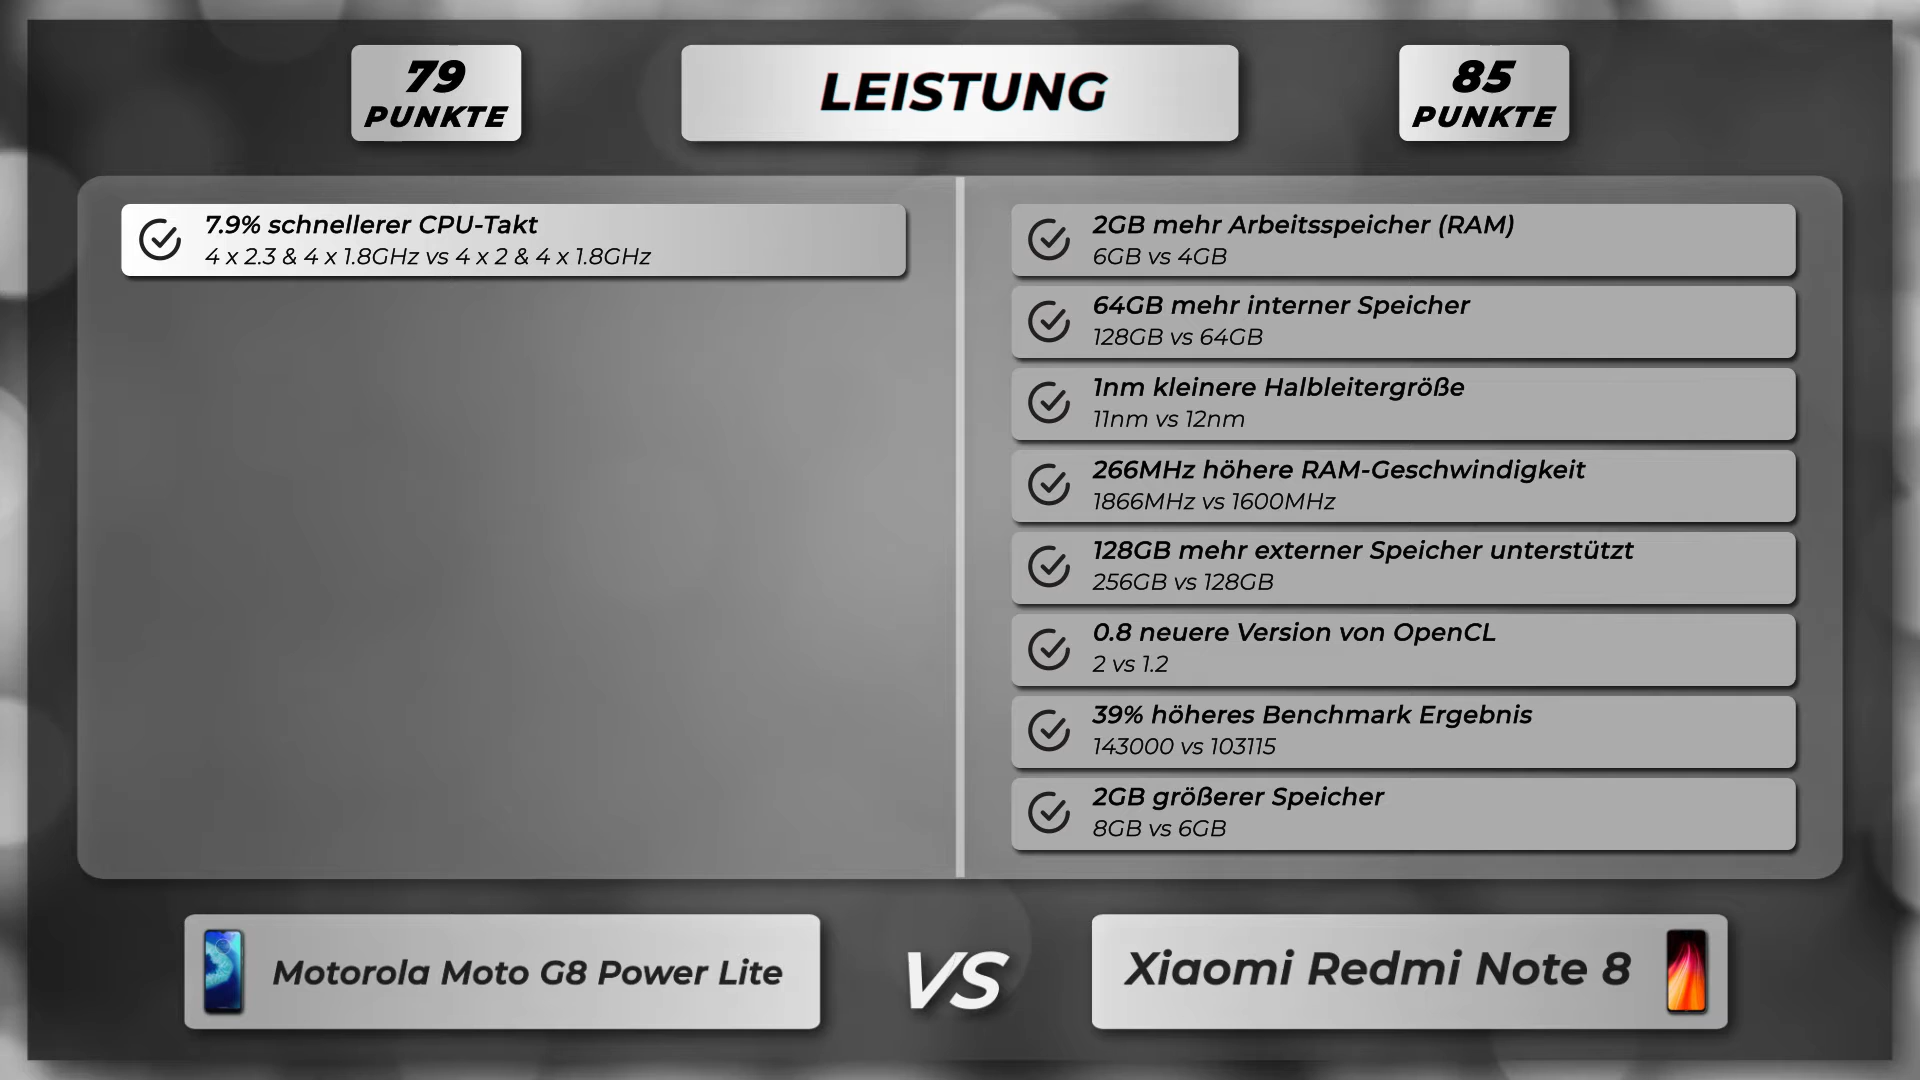 79
PUNKTE
LEISTUNG
85
PUNKTE
7.9% schnellerer CPU-Takt
4 x 2.3 & 4 x 1.8GHz vs 4 x 2 & 4 x 1.8GHz
2GB mehr Arbeitsspeicher (RAM)
6GB vs 4GB
64GB mehr interner Speicher
128GB vs 64GB
1nm kleinere Halbleitergröße
11nm vs 12nm
266MHz höhere RAM-Geschwindigkeit
1866MHz vs 1600MHz
128GB mehr externer Speicher unterstützt
256GB vs 128GB
0.8 neuere Version von OpenCL
2 vs 1.2
39% höheres Benchmark Ergebnis
143000 vs 103115
2GB größerer Speicher
8GB vs 6GB
Motorola Moto G8 Power Lite
VS
Xiaomi Redmi Note 8